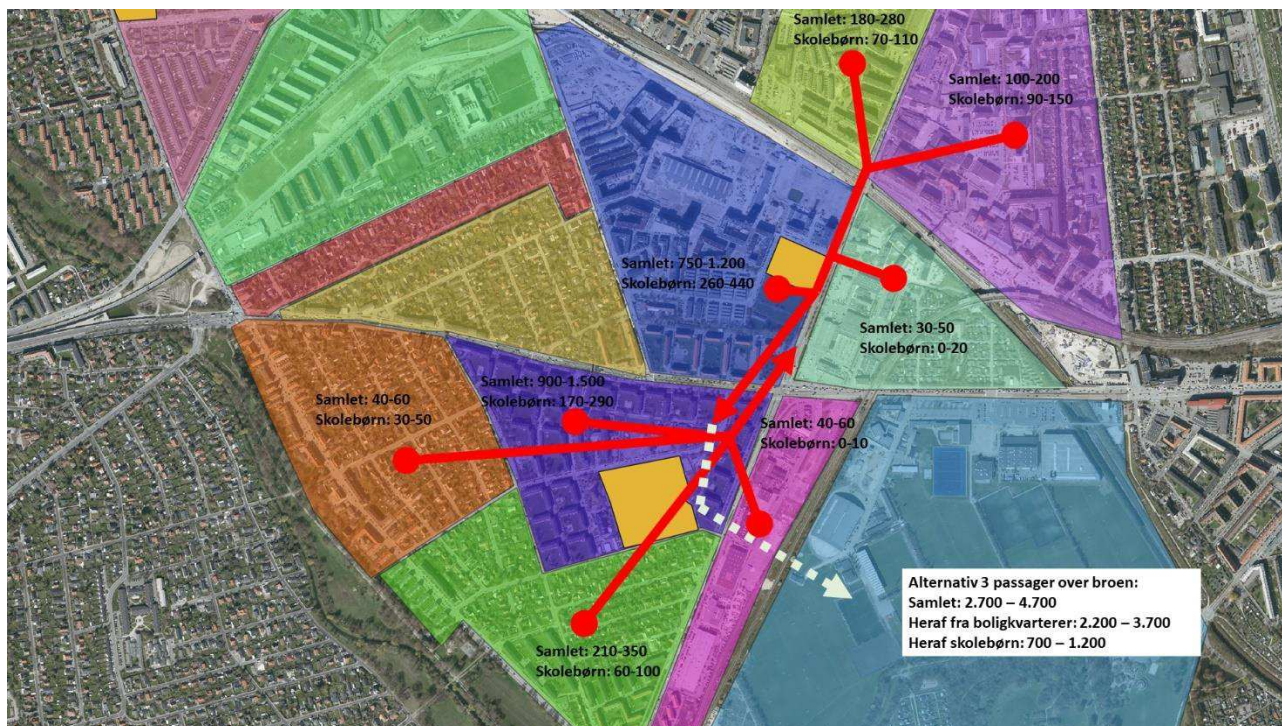 Samlet: 180-280
Skolebørn: 70-110
Samlet: 100-200
Skolebørn: 90-150
Samlet: 750-1.200
Skolebørn: 260-440
Samlet: 30-50
Skolebørn: 0-20
Samlet: 900-1.500
Skolebørn: 170-290
Samlet: 40-60
Skolebørn: 30-50
Samlet: 40-60
Skolebørn: 0-10
Samlet: 210-350
Skolebørn: 60-100
Alternativ 3 passager over broen:
Samlet: 2.700 – 4.700
Heraf fra boligkvarterer: 2.200 – 3.700
Heraf skolebørn: 700 – 1.200